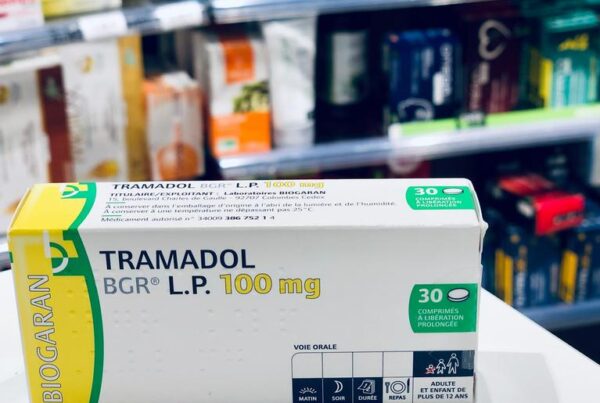 TRAMADOL BGR® L.P. 100 mg
TITULAIRE/EXPLOITANT : Laboratoires BIOGARAN
15, boulevard Charles de Gaulle - 92707 Colombes Cedex
À conserver dans l'emballage d'origine à l'abri de la lumière et de l'humidité.
À conserver à une température ne dépassant pas 25°C
Médicament autorisé n° 34009 386 752 1 4
30
COMPRIMÉS
À LIBÉRATION
PROLONGÉE
BIOGARAN
TRAMADOL
BGR® L.P. 100 mg
30
COMPRIMÉS
À LIBÉRATION
PROLONGÉE
VOIE ORALE
MATIN
SOIR
DURÉE
REPAS
ADULTE
ET ENFANT DE
PLUS DE 12 ANS